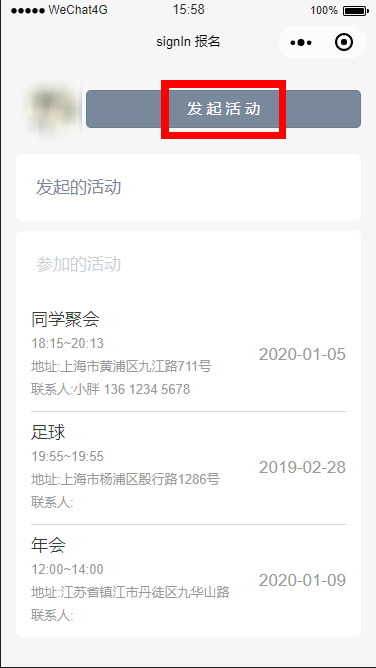 WeChat4G 15:58 100%
signIn 报名
发起活动
发起的活动
参加的活动
同学聚会
18:15~20:13
2020-01-05
地址:上海市黄浦区九江路711号
联系人:小胖 136 1234 5678
足球
19:55~19:55
2019-02-28
地址:上海市杨浦区殷行路1286号
联系人:
年会
12:00~14:00
2020-01-09
地址:江苏省镇江市丹徒区九华山路
联系人: